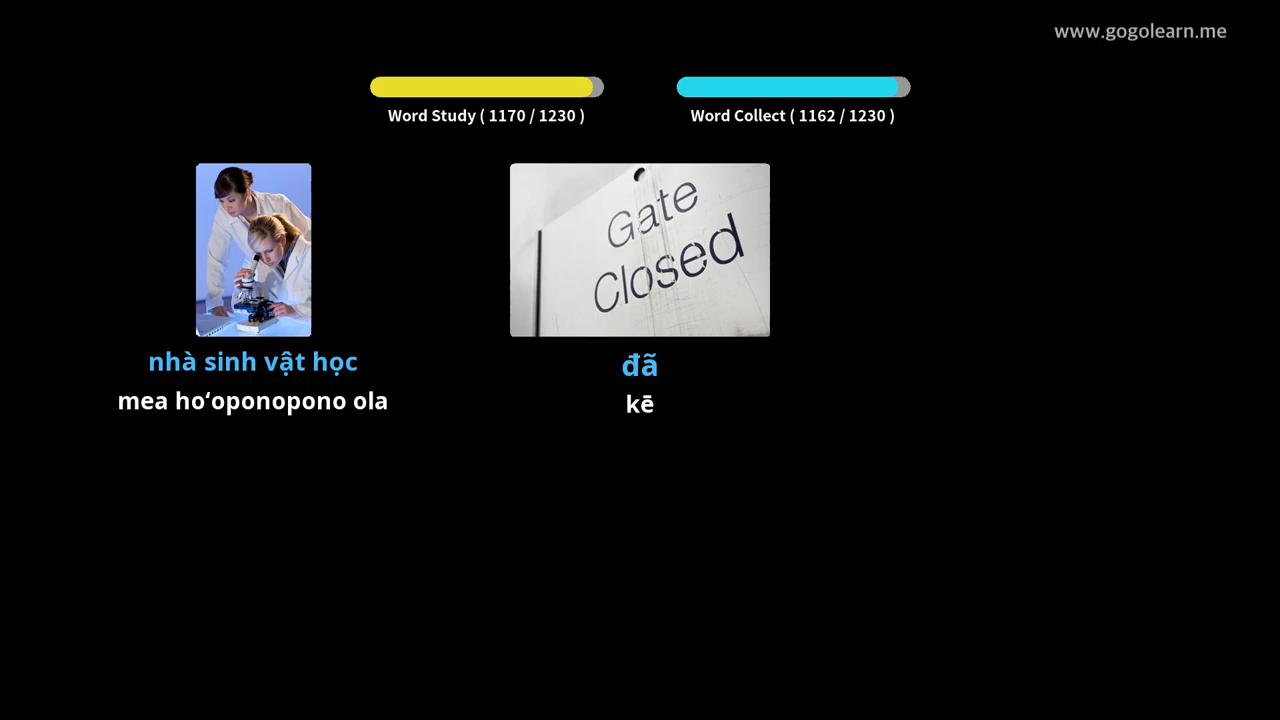 www.gogolearn.me
Word Study ( 1170 / 1230 )
Word Collect ( 1162 / 1230 )
Gate
Closed
nhà sinh vật học
mea hoʻoponopono ola
đã
kē